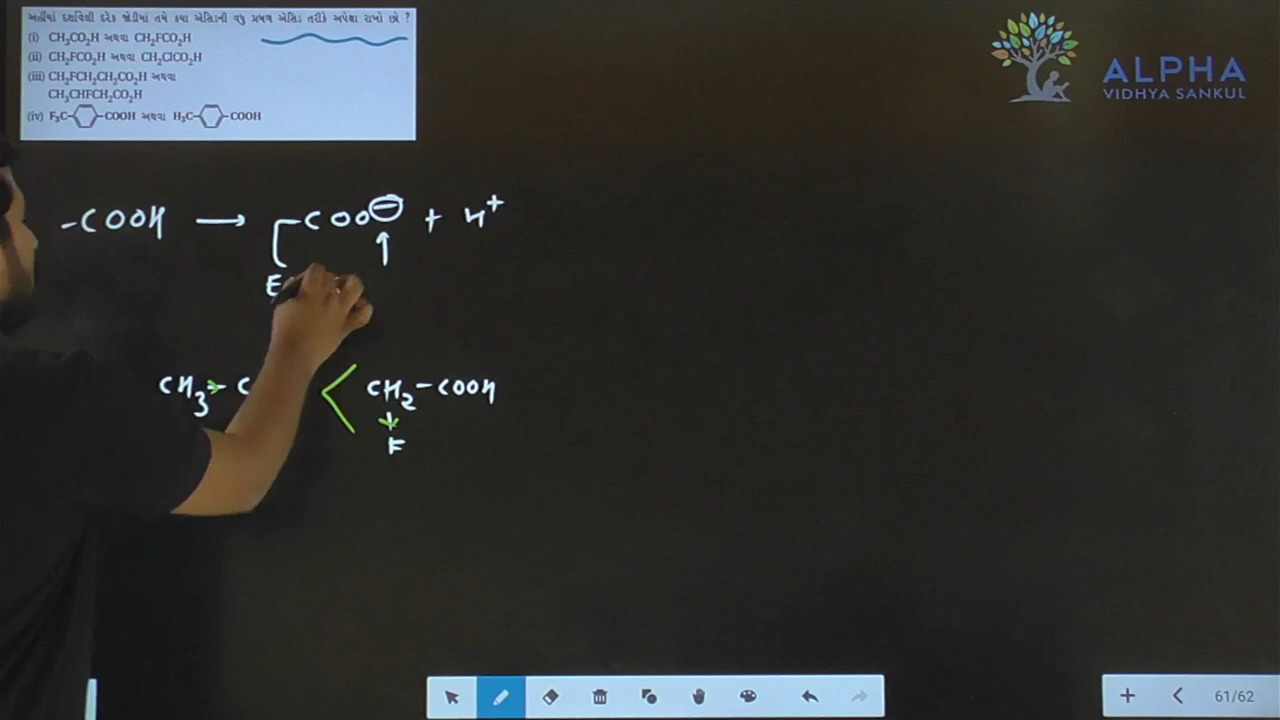 અહીંયાં દર્શાવેલી દરેક જોડીમાં તમે કયા એસિડની વધુ પ્રબળ એસિડ તરીકે અપેક્ષા રાખો છો ?
(i) CH₃CO₂H અથવા CH₂FCO₂H
(ii) CH₂FCO₂H અથવા CH₂ClCO₂H
(iii) CH₂FCH₂CH₂CO₂H અથવા
CH₃CHFCH₂CO₂H
(iv) F₃C- -COOH અથવા H₃C- -COOH
ALPHA
VIDHYA SANKUL
-COOH → -COO⊖ + H⁺
↑
E
CH₃ - C < CH₂-COOH
F
61/62